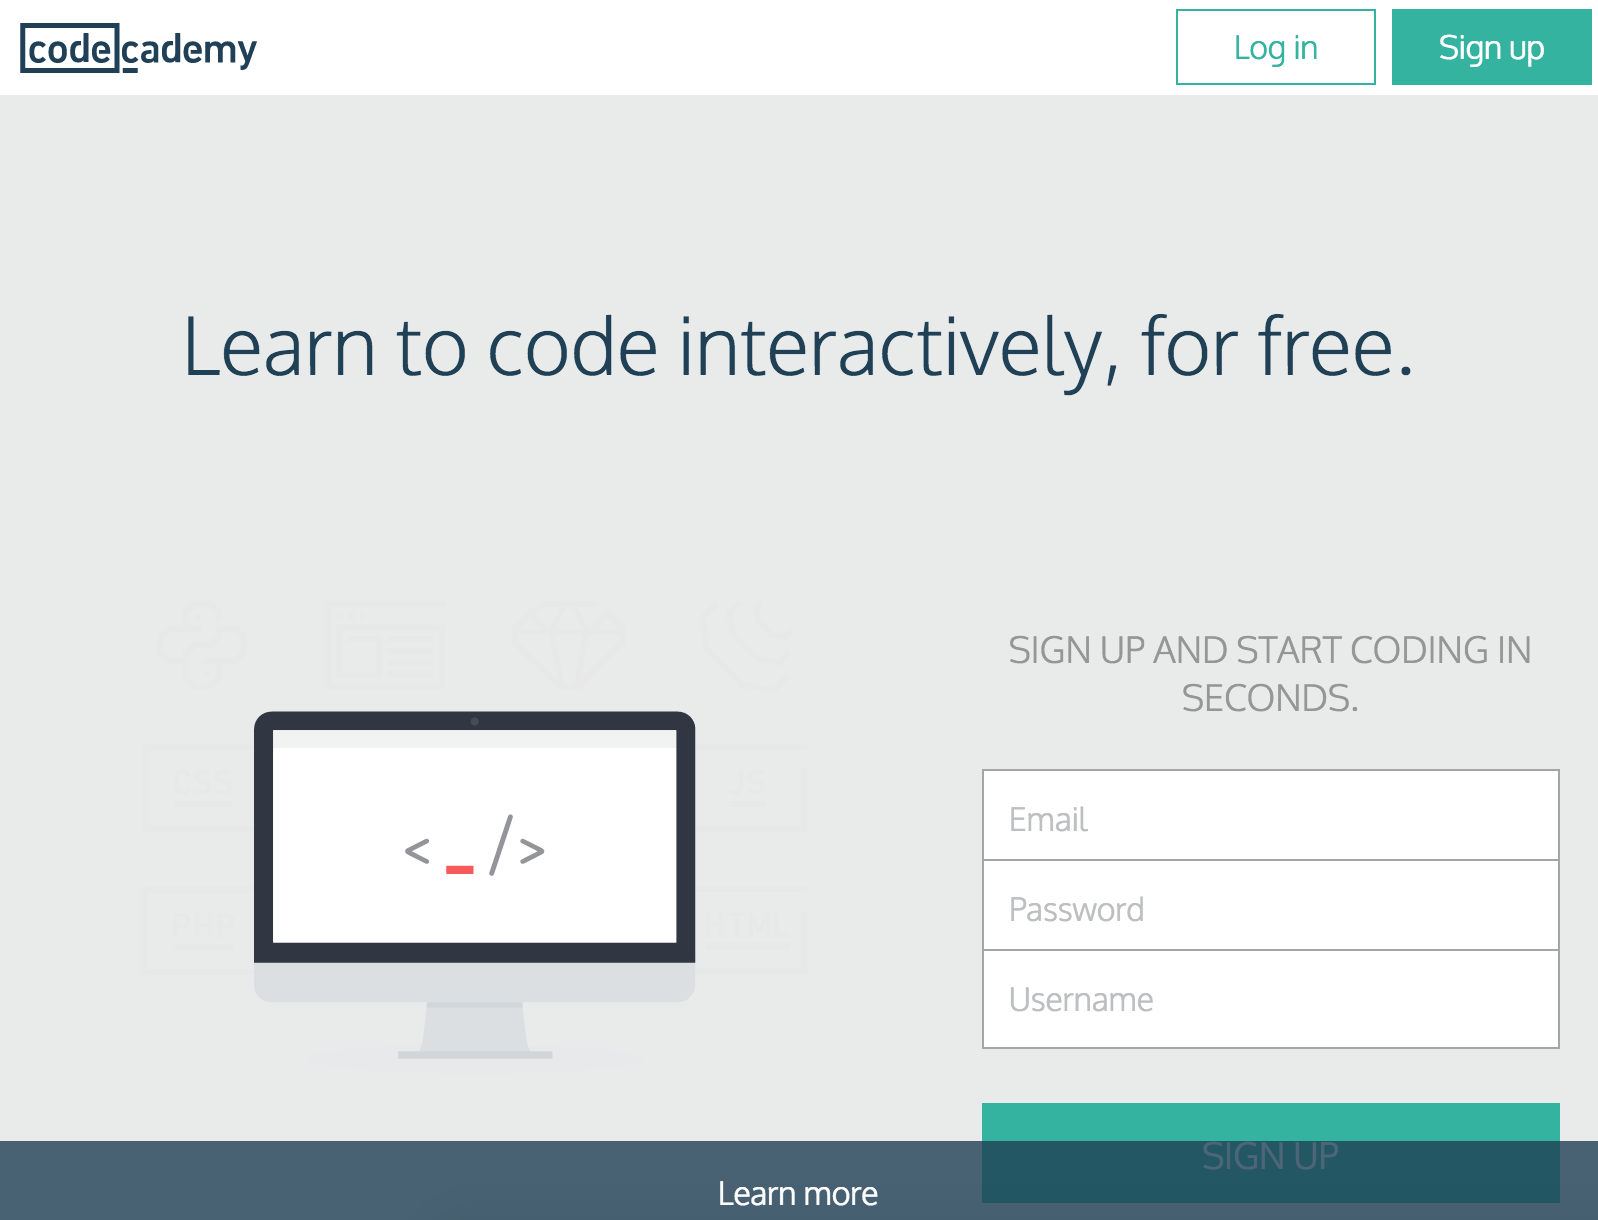 codecademy
Log in
Sign up
Learn to code interactively, for free.
SIGN UP AND START CODING IN
SECONDS.
CSS
JS
< _ />
PHP
HTML
Email
Password
Username
SIGN UP
Learn more